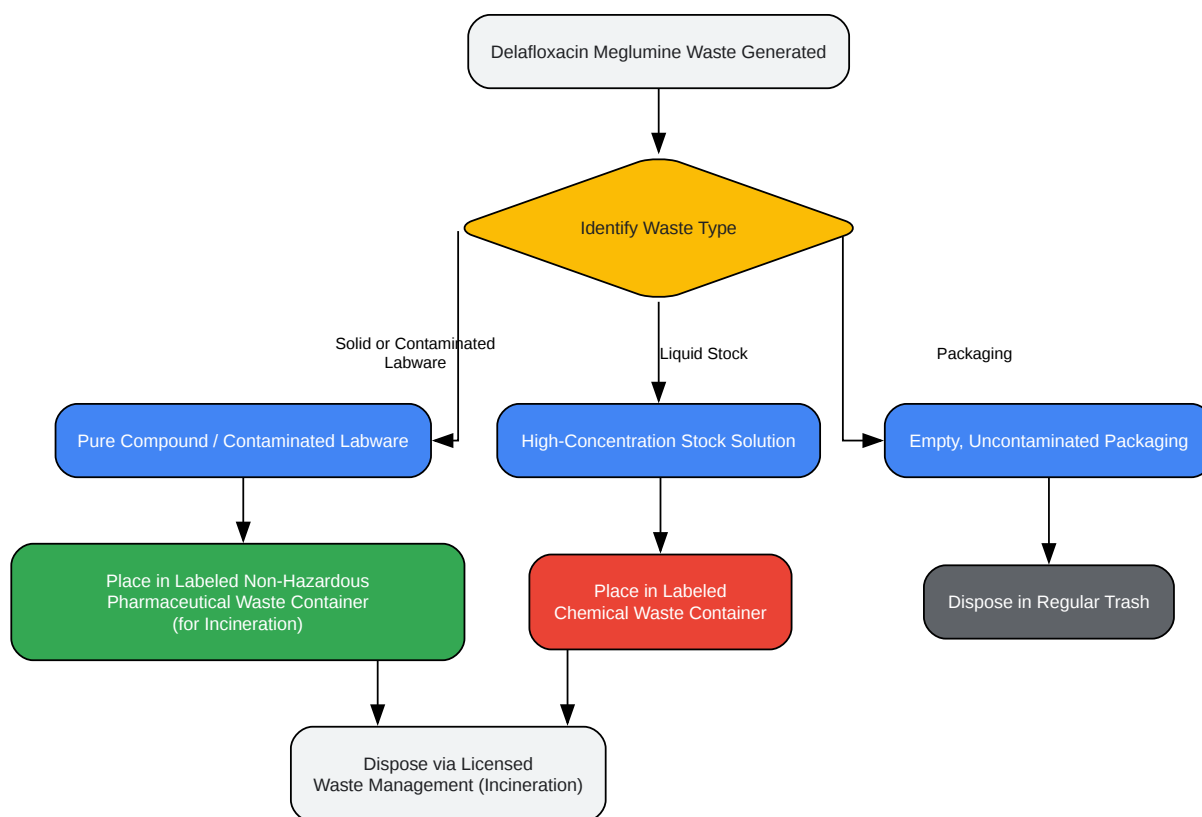 Delafloxacin Meglumine Waste Generated
Identify Waste Type
Solid or Contaminated
Labware
Liquid Stock
Packaging
Pure Compound / Contaminated Labware
High-Concentration Stock Solution
Empty, Uncontaminated Packaging
Place in Labeled Non-Hazardous
Pharmaceutical Waste Container
(for Incineration)
Place in Labeled
Chemical Waste Container
Dispose in Regular Trash
Dispose via Licensed
Waste Management (Incineration)